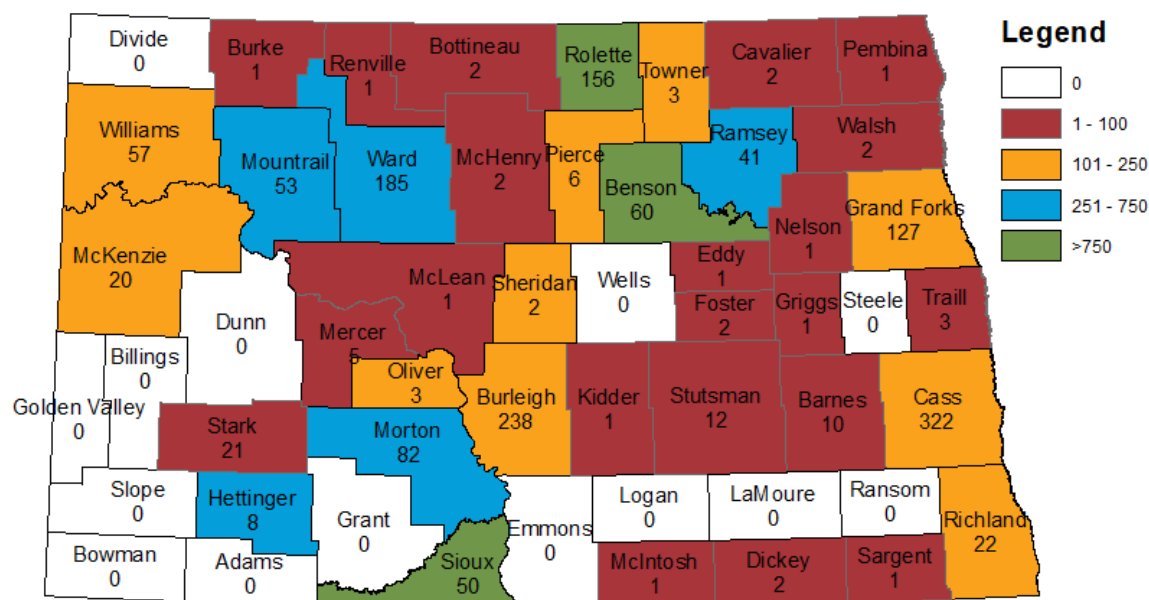 Legend
0
1 - 100
101 - 250
251 - 750
>750
Divide
0
Burke
1
Renville
1
Bottineau
2
Rolette
156
Towner
3
Cavalier
2
Pembina
1
Williams
57
Mountrail
53
Ward
185
McHenry
2
Pierce
6
Benson
60
Ramsey
41
Walsh
2
Nelson
1
Grand Forks
127
McKenzie
20
Dunn
0
McLean
1
Mercer
5
Oliver
3
Sheridan
2
Wells
0
Eddy
1
Foster
2
Griggs
1
Steele
0
Traill
3
Billings
0
Golden Valley
0
Stark
21
Morton
82
Burleigh
238
Kidder
1
Stutsman
12
Barnes
10
Cass
322
Slope
0
Hettinger
8
Grant
0
Emmons
0
Logan
0
LaMoure
0
Ransom
0
Richland
22
Bowman
0
Adams
0
Sioux
50
McIntosh
1
Dickey
2
Sargent
1